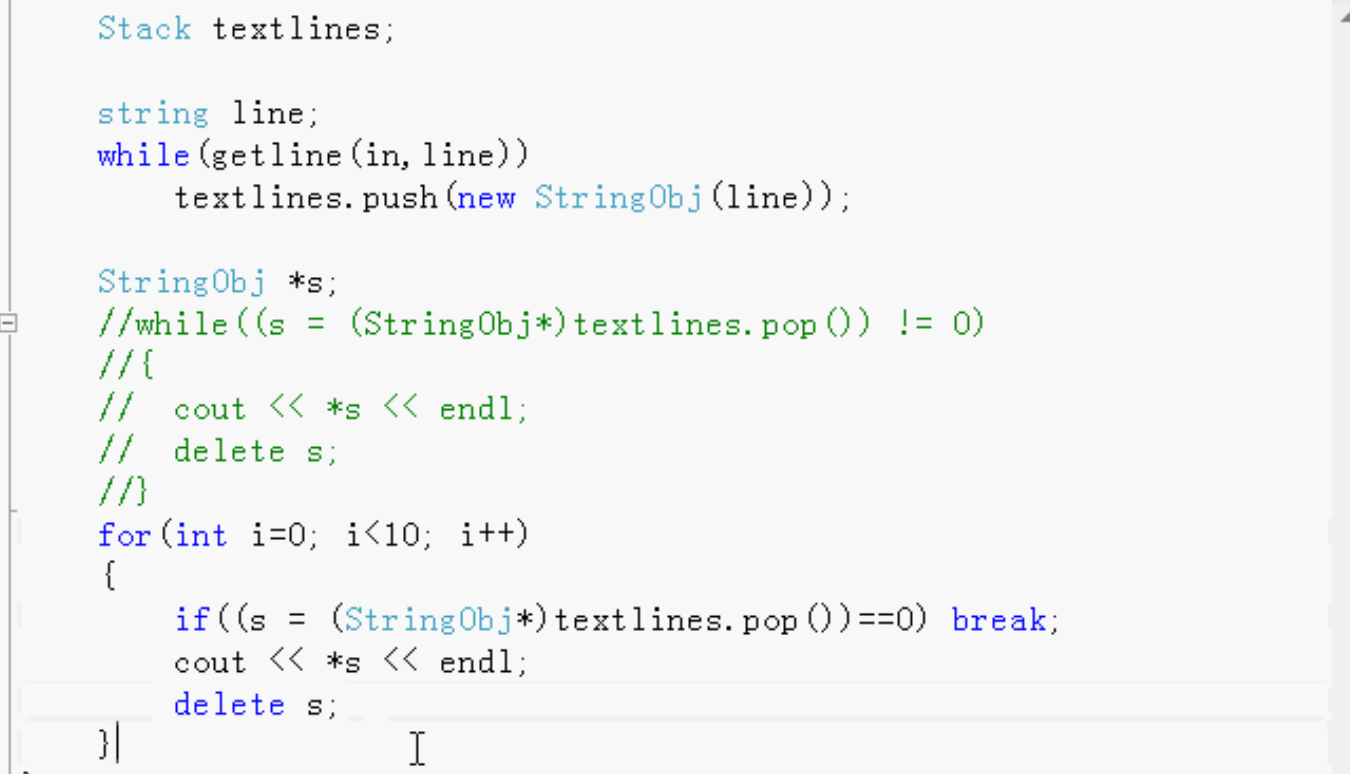 Stack textlines;
string line;
while(getline(in, line))
textlines.push(new StringObj(line));
StringObj *s;
//while((s = (StringObj*)textlines.pop()) != 0)
//{
//  cout << *s << endl;
//  delete s;
//}
for(int i=0; i<10; i++)
{
if((s = (StringObj*)textlines.pop())==0) break;
cout << *s << endl;
delete s;
}